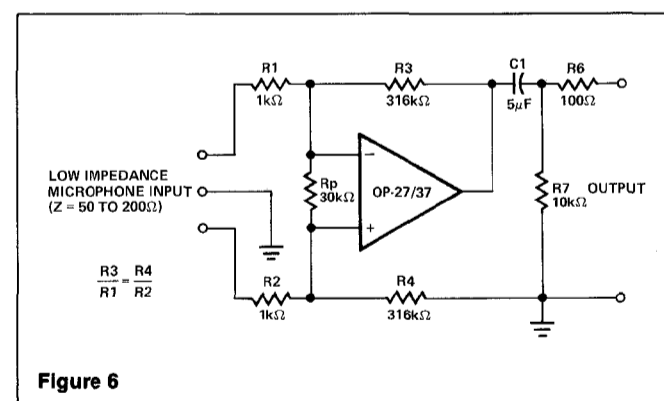 R1
1kΩ
R3
316kΩ
C1
5μF
R6
100Ω
LOW IMPEDANCE
MICROPHONE INPUT
(Z = 50 TO 200Ω)
Rp
30kΩ
−
+
OP-27/37
R7
10kΩ
OUTPUT
R3/R1 = R4/R2
R2
1kΩ
R4
316kΩ
Figure 6